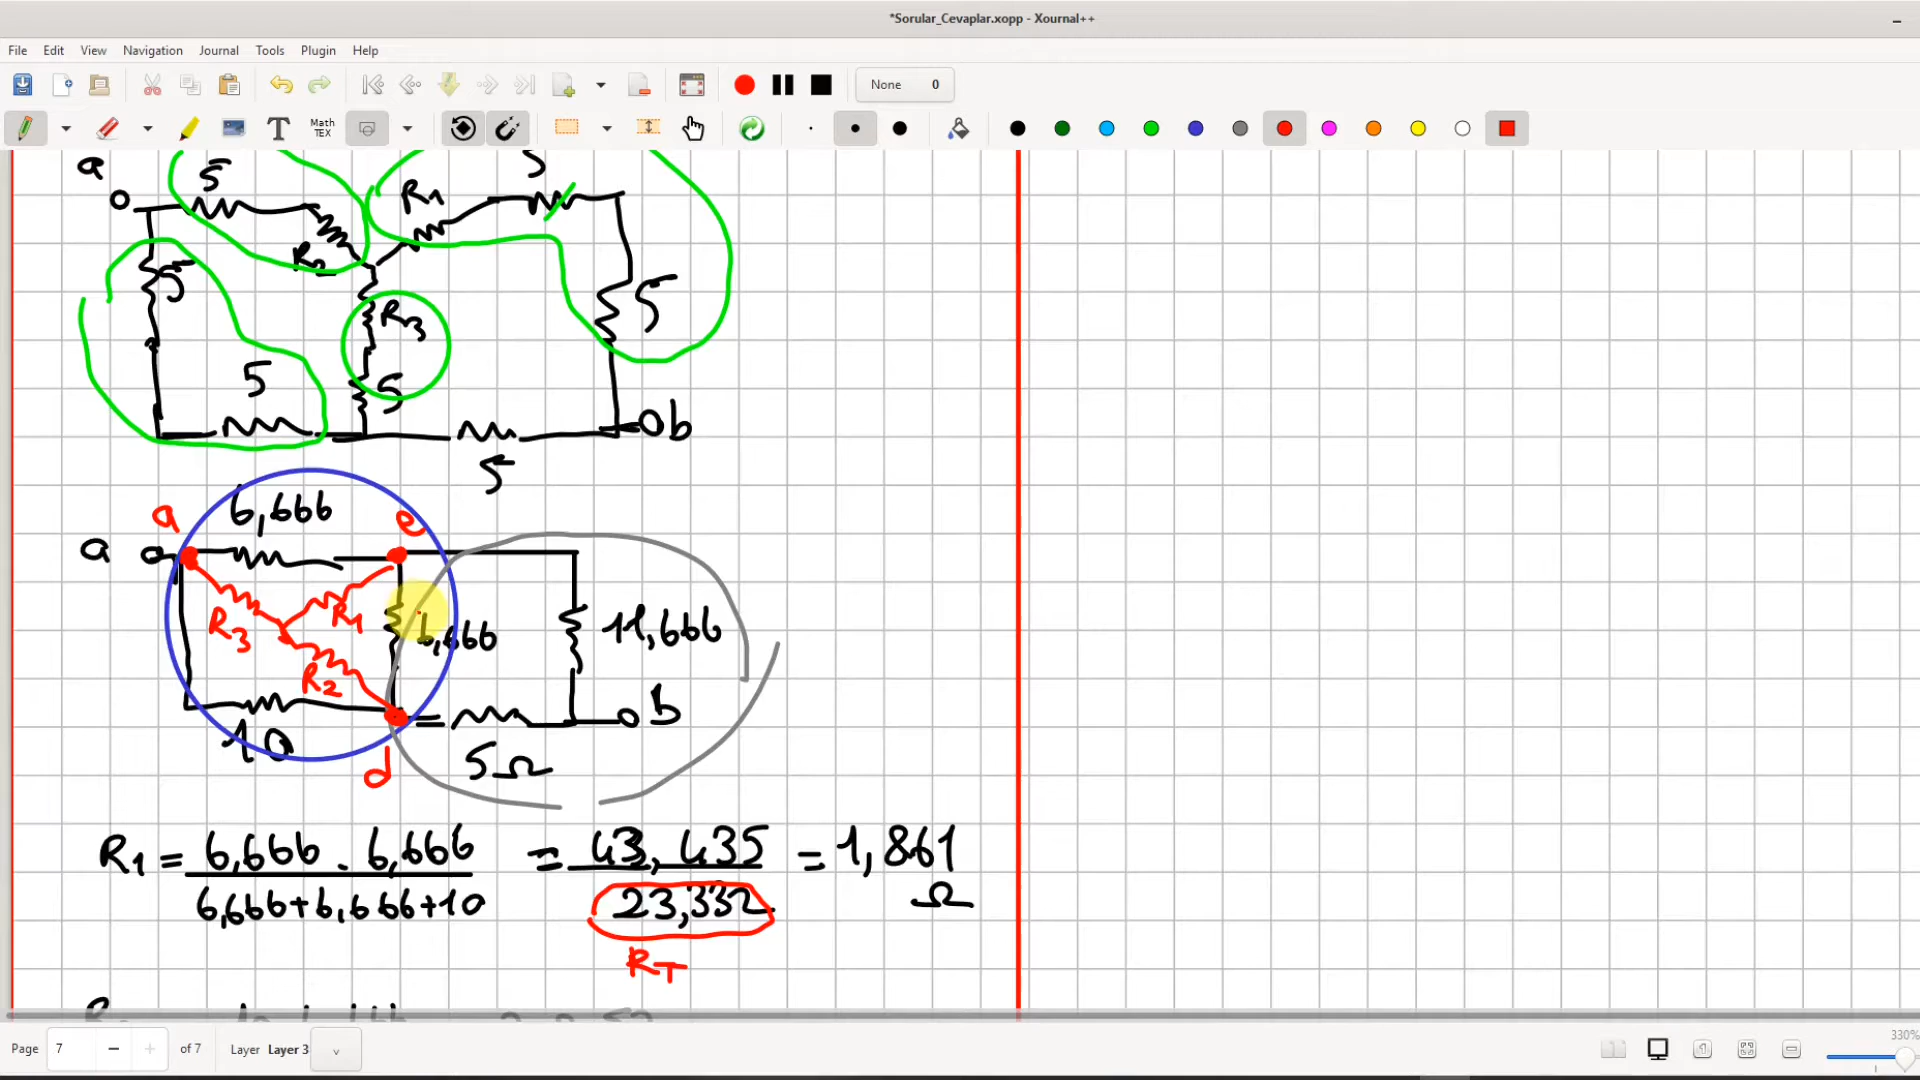 *Sorular_Cevaplar.xopp - Xournal++
File Edit View Navigation Journal Tools Plugin Help
None 0
T Math TEX
a 5 R1 5
R2
5 R3 5
5 5
b
5
6,666
a e
a
R3 R1 6,666 11,666
R2
b
10 5Ω
d
R1 = 6,666 . 6,666 = 43,435 = 1,861
6,666+6,666+10 23,332 Ω
RT
Page 7 of 7 Layer Layer 3 330%